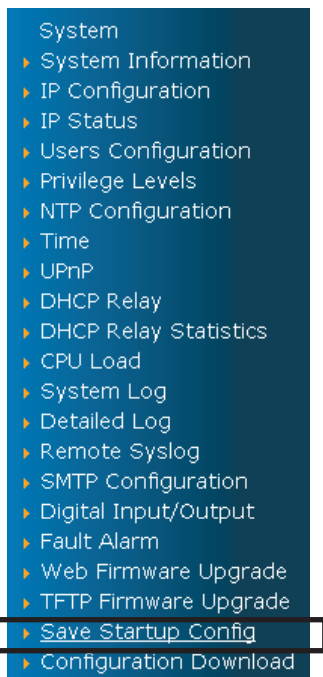 System
System Information
IP Configuration
IP Status
Users Configuration
Privilege Levels
NTP Configuration
Time
UPnP
DHCP Relay
DHCP Relay Statistics
CPU Load
System Log
Detailed Log
Remote Syslog
SMTP Configuration
Digital Input/Output
Fault Alarm
Web Firmware Upgrade
TFTP Firmware Upgrade
Save Startup Config
Configuration Download